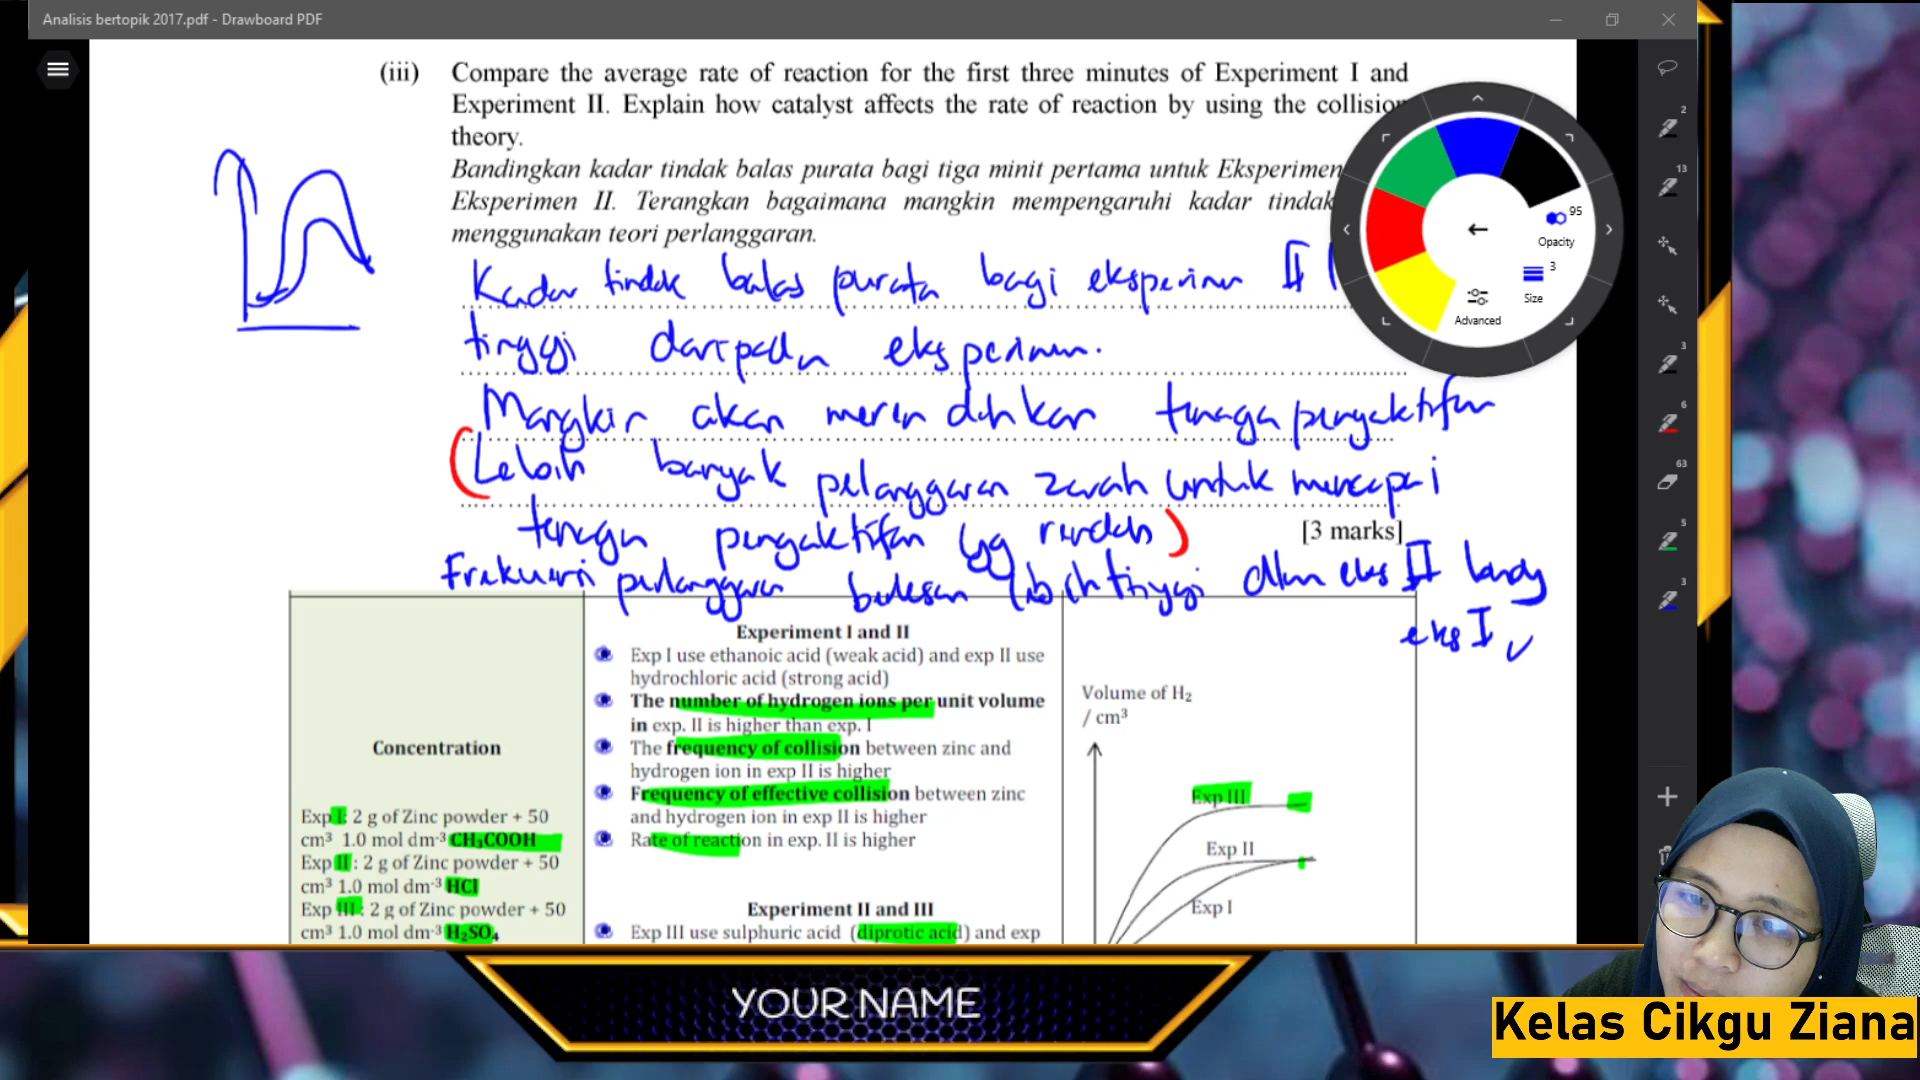 Analisis bertopik 2017.pdf - Drawboard PDF
(iii) Compare the average rate of reaction for the first three minutes of Experiment I and
Experiment II. Explain how catalyst affects the rate of reaction by using the collision
theory.
Bandingkan kadar tindak balas purata bagi tiga minit pertama untuk Eksperimen
Eksperimen II. Terangkan bagaimana mangkin mempengaruhi kadar tindak
menggunakan teori perlanggaran.
Kadar tindak balas purata bagi eksperimen II
tinggi daripada eksperimen.
Mangkin akan merendahkan tenaga pengaktifan
(Lebih banyak pelanggaran zarah untuk mencapai
tenaga pengaktifan yg rendah)
[3 marks]
Frekuensi perlanggaran berkesan lebih tinggi dlm eks II bandg
eks I
95
Opacity
3
Size
Advanced
2
13
3
6
63
5
3
Concentration
Exp I: 2 g of Zinc powder + 50
cm³ 1.0 mol dm⁻³ CH₃COOH
Exp II : 2 g of Zinc powder + 50
cm³ 1.0 mol dm⁻³ HCl
Exp III : 2 g of Zinc powder + 50
cm³ 1.0 mol dm⁻³ H₂SO₄
Experiment I and II
Exp I use ethanoic acid (weak acid) and exp II use
hydrochloric acid (strong acid)
The number of hydrogen ions per unit volume
in exp. II is higher than exp. I
The frequency of collision between zinc and
hydrogen ion in exp II is higher
Frequency of effective collision between zinc
and hydrogen ion in exp II is higher
Rate of reaction in exp. II is higher
Experiment II and III
Exp III use sulphuric acid (diprotic acid) and exp
Volume of H₂
/ cm³
Exp III
Exp II
Exp I
YOUR NAME
Kelas Cikgu Ziana